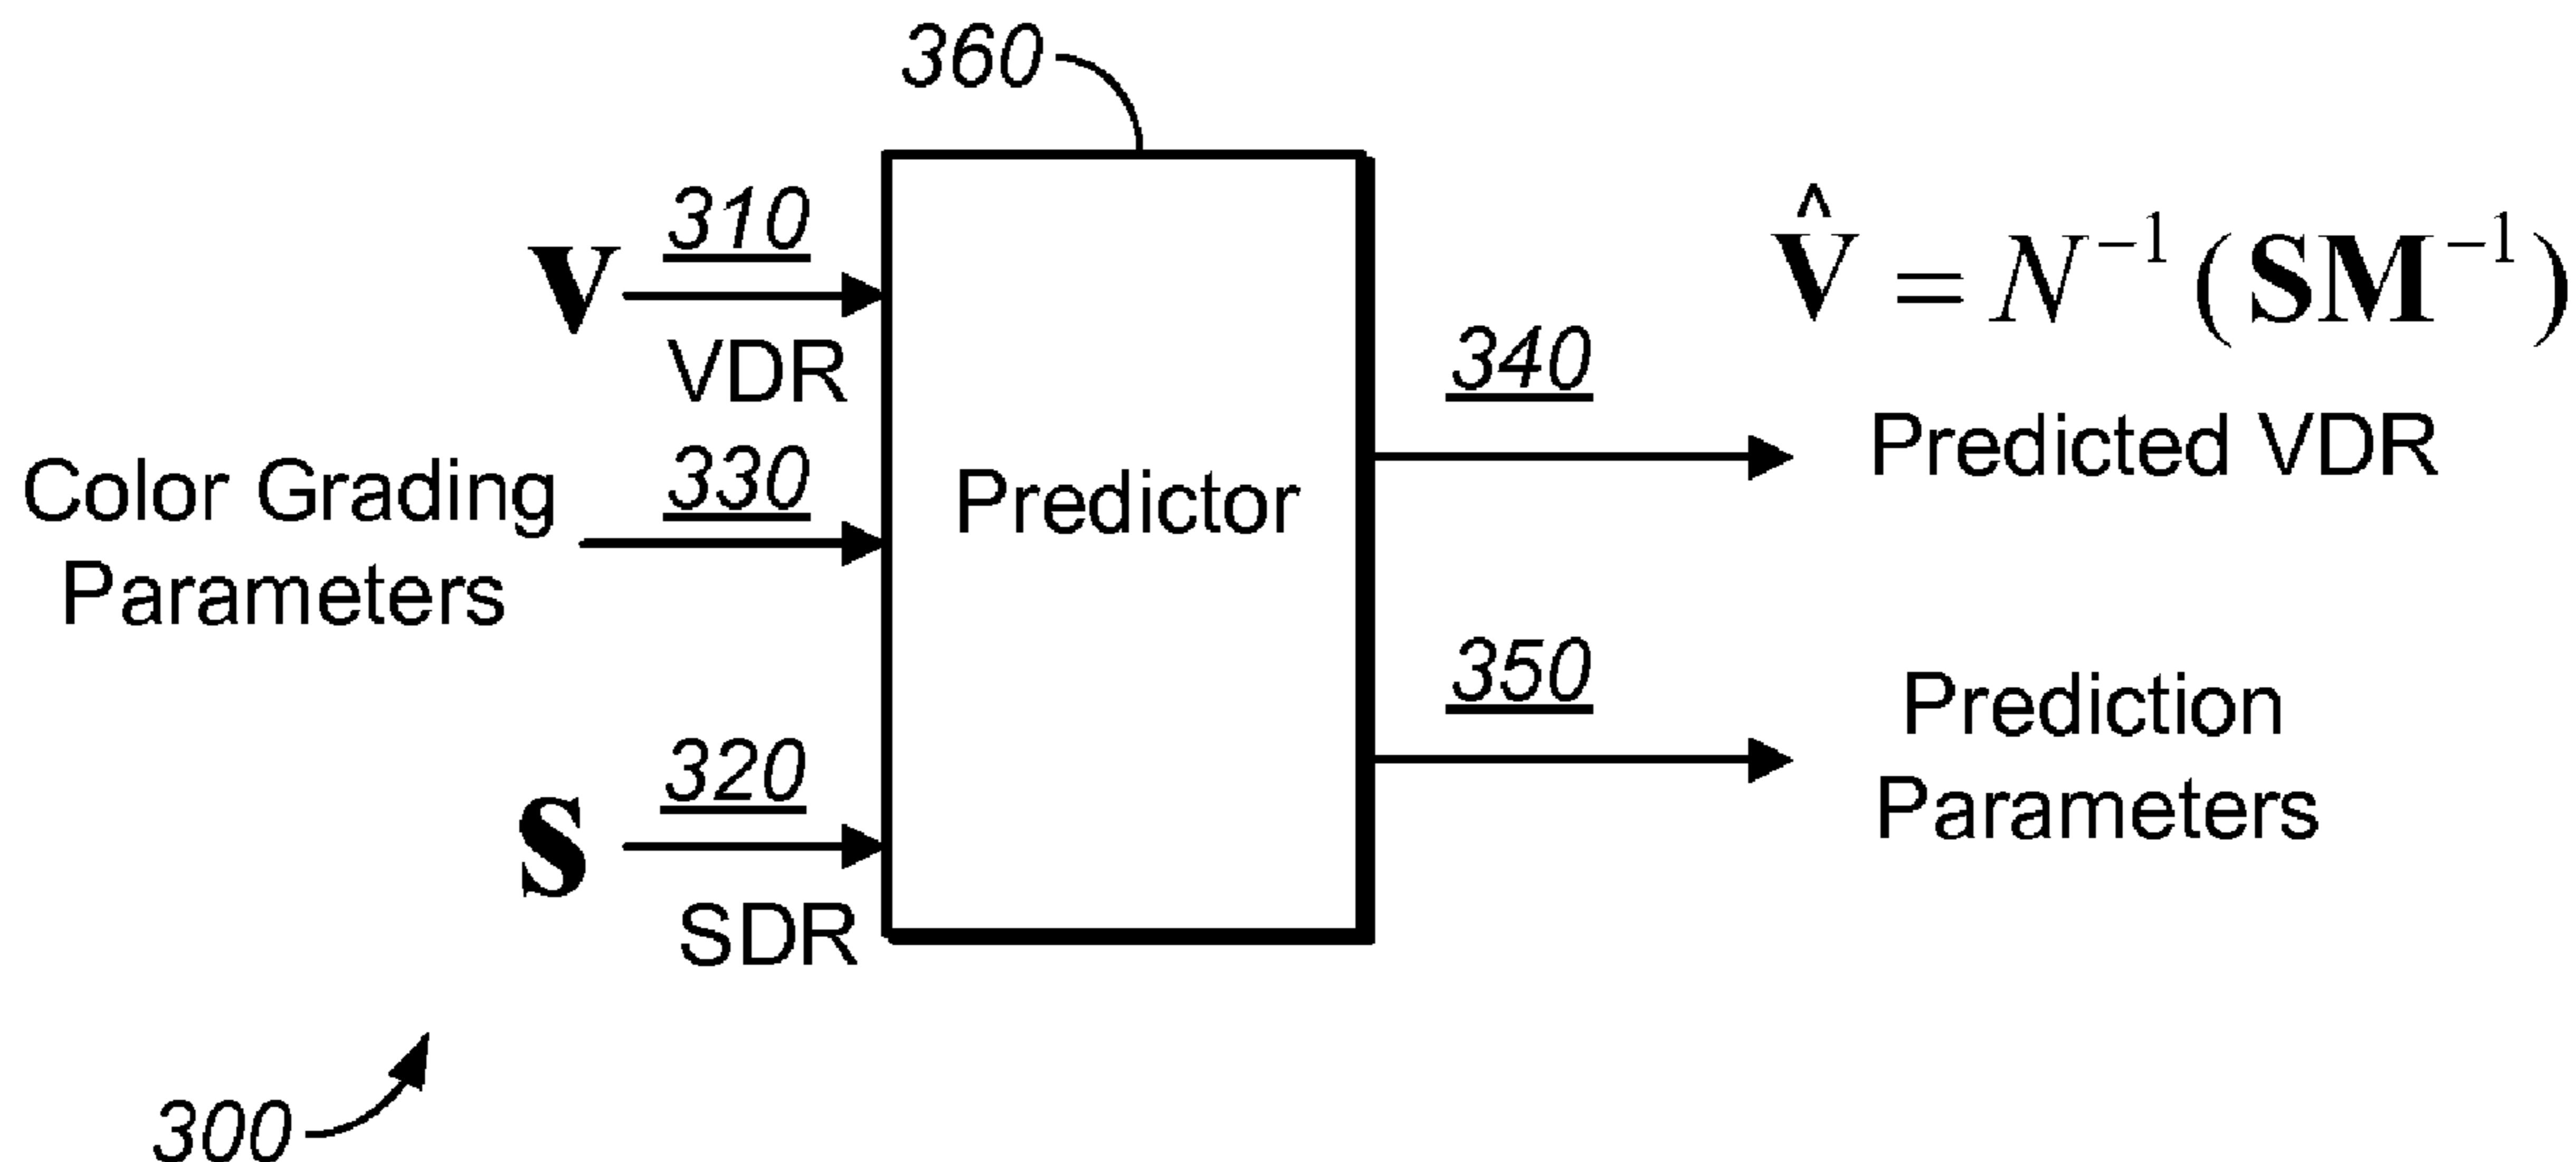 360
V
310
VDR
Color Grading
Parameters
330
S
320
SDR
Predictor
V̂ = N⁻¹ (SM⁻¹)
340
Predicted VDR
350
Prediction
Parameters
300